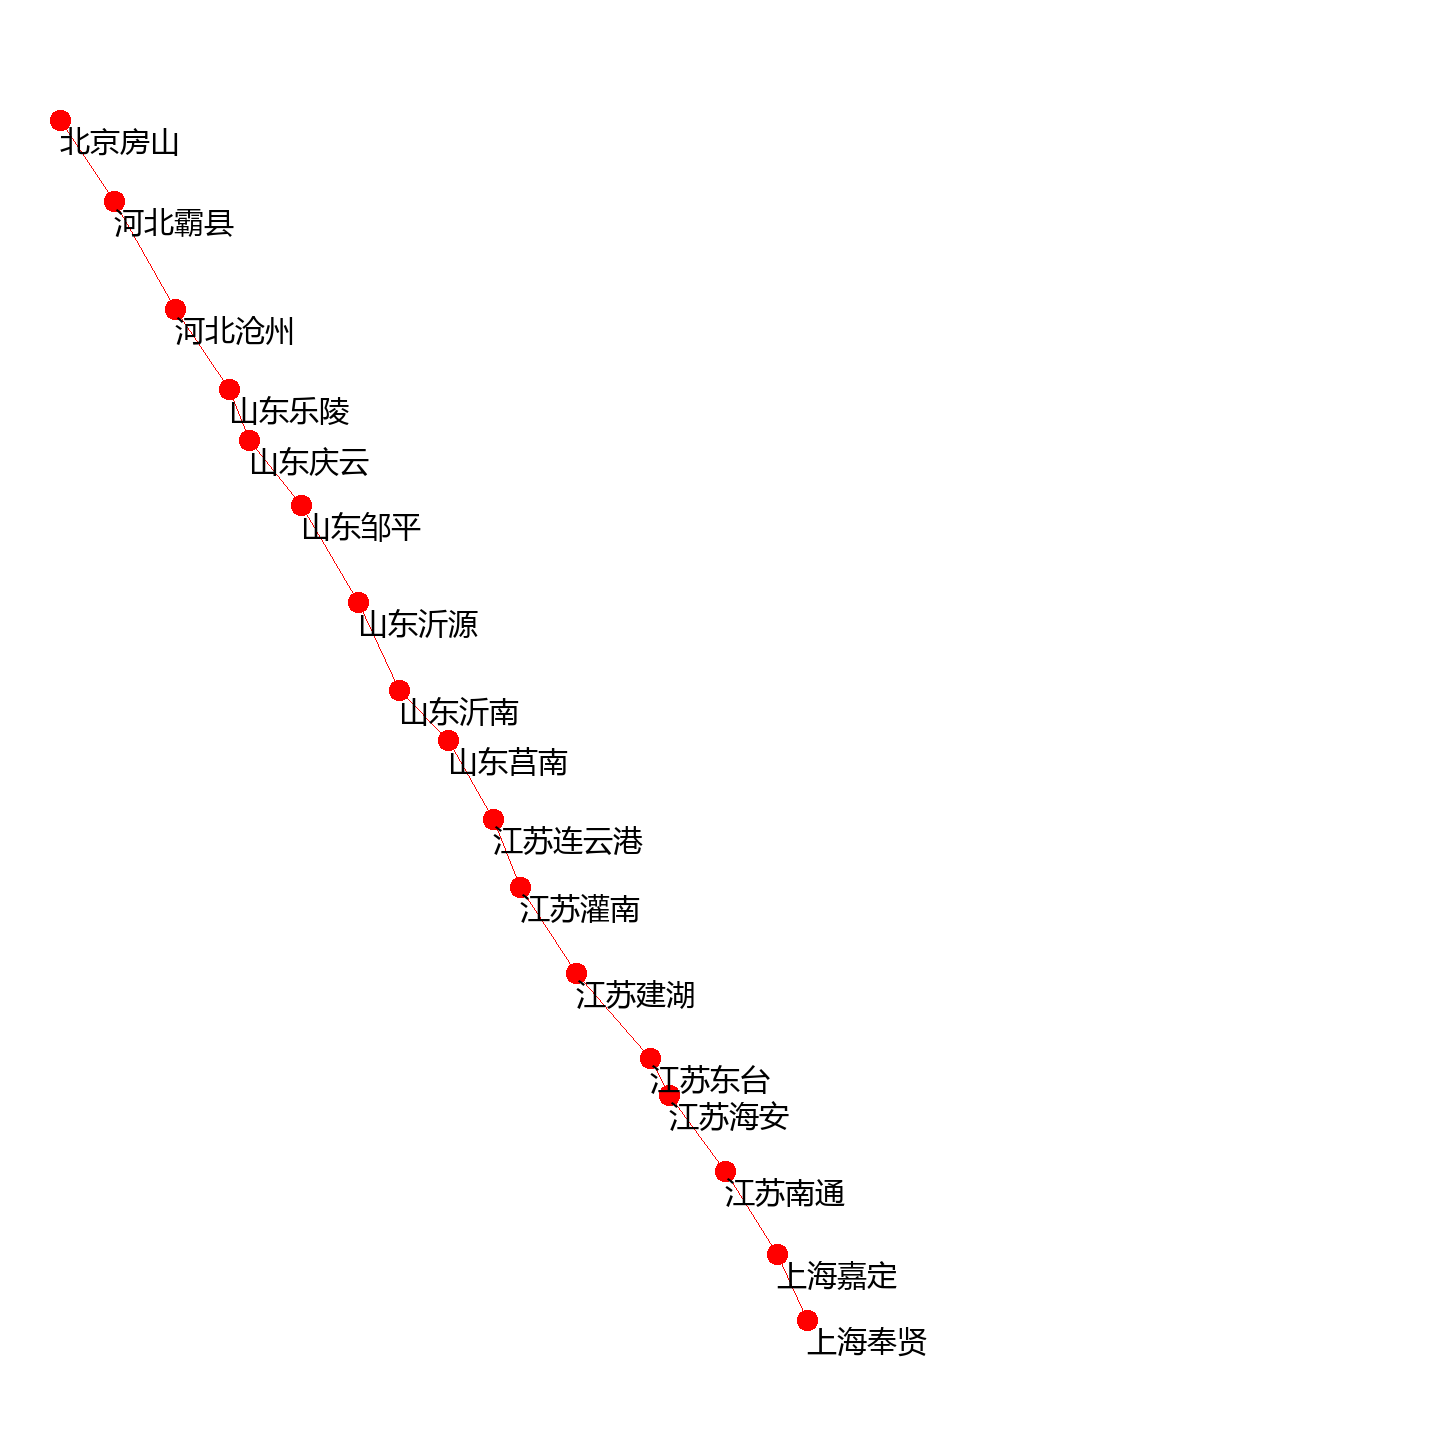 北京房山
河北霸县
河北沧州
山东乐陵
山东庆云
山东邹平
山东沂源
山东沂南
山东莒南
江苏连云港
江苏灌南
江苏建湖
江苏东台
江苏海安
江苏南通
上海嘉定
上海奉贤